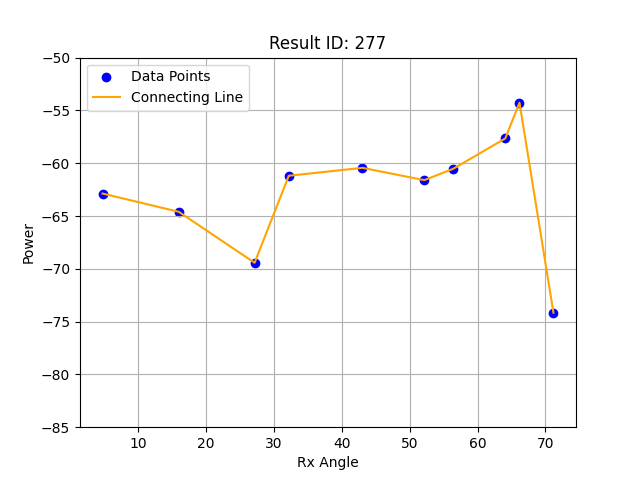 Result ID: 277
Data Points
Connecting Line
Power
−50
−55
−60
−65
−70
−75
−80
−85
10 20 30 40 50 60 70
Rx Angle